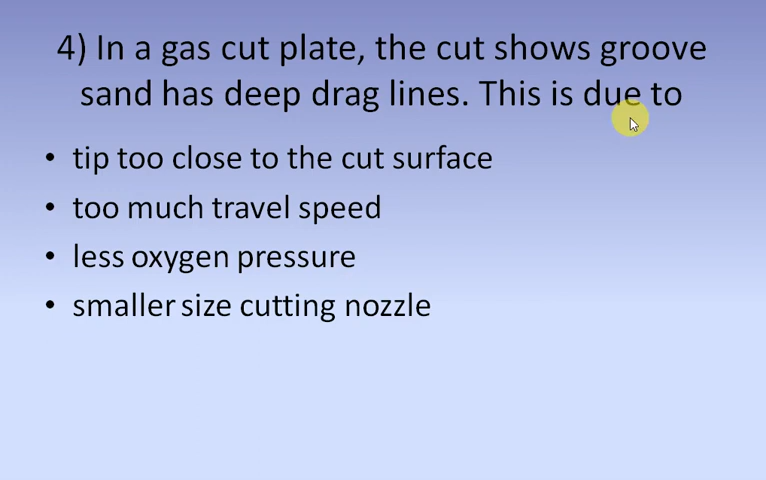 4) In a gas cut plate, the cut shows groove
sand has deep drag lines. This is due to
• tip too close to the cut surface
• too much travel speed
• less oxygen pressure
• smaller size cutting nozzle